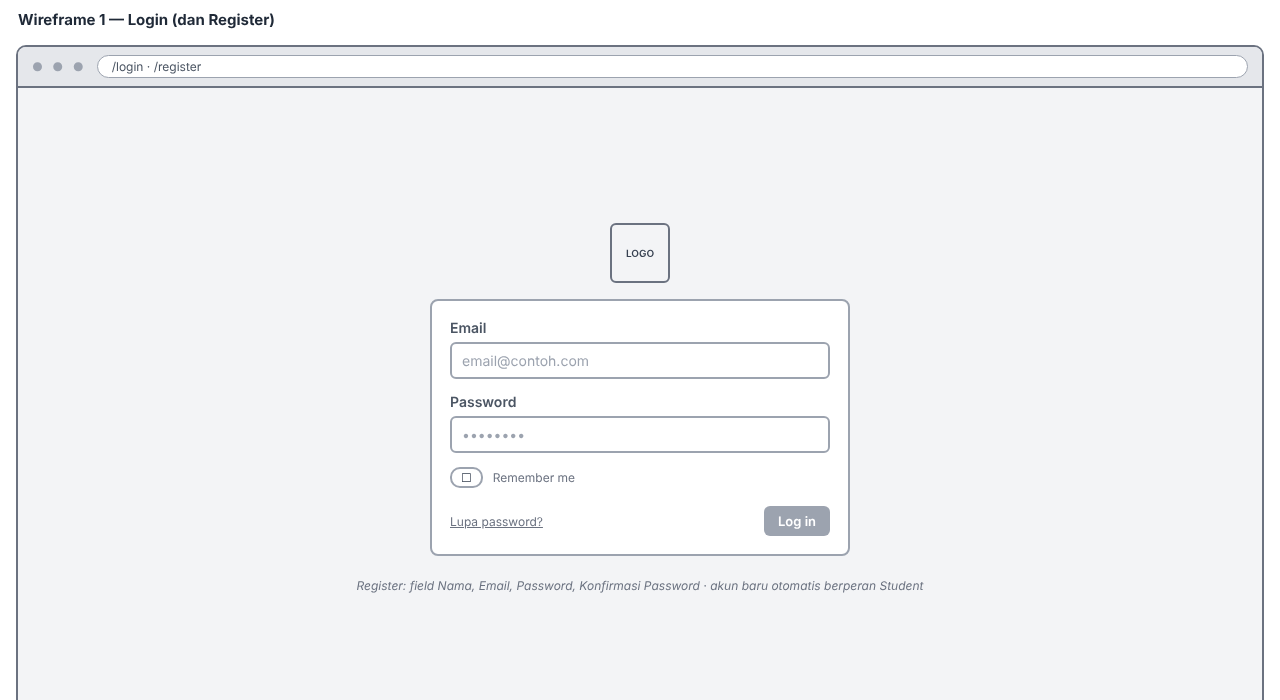 Wireframe 1 — Login (dan Register)
/login · /register
LOGO
Email
email@contoh.com
Password
••••••••
Remember me
Lupa password?
Log in
Register: field Nama, Email, Password, Konfirmasi Password · akun baru otomatis berperan Student